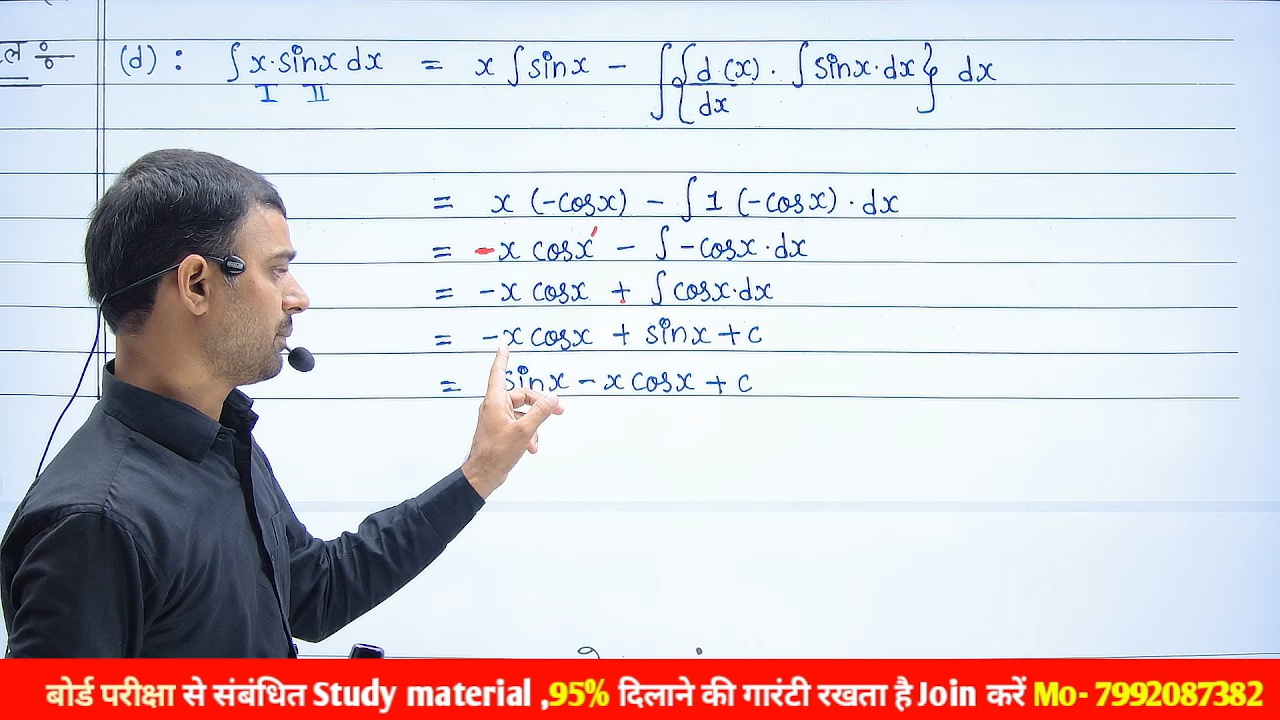 हल ÷
(d) : ∫ x·sinx dx = x ∫ sinx - ∫{∫ d/dx (x) · ∫ sinx·dx} dx
I II
= x (-cosx) - ∫ 1 (-cosx) · dx
= -x cosx' - ∫ -cosx·dx
= -x cosx + ∫ cosx·dx
= -x cosx + sinx + c
= sinx - x cosx + c
बोर्ड परीक्षा से संबंधित Study material ,95% दिलाने की गारंटी रखता है Join करें Mo- 7992087382